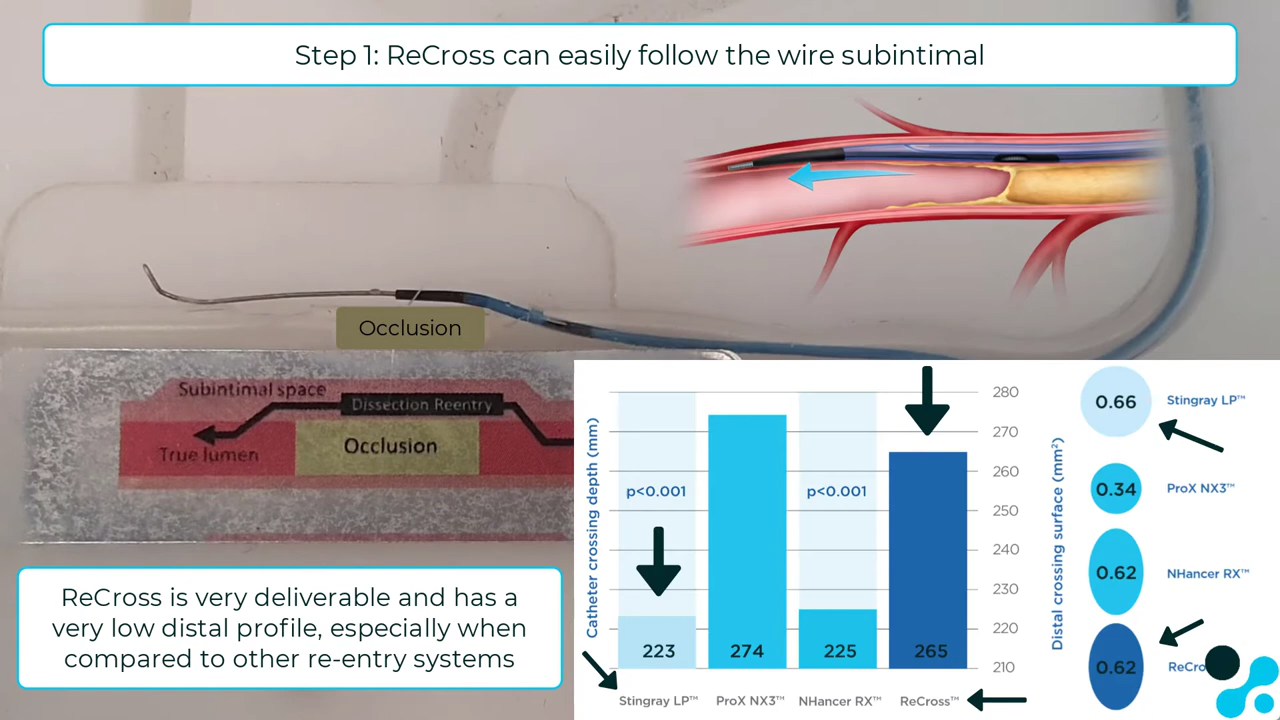 Step 1: ReCross can easily follow the wire subintimal
Occlusion
Subintimal space
Dissection Reentry
Occlusion
True lumen
ReCross is very deliverable and has a
very low distal profile, especially when
compared to other re-entry systems
Catheter crossing depth (mm)
p<0.001
p<0.001
223
274
225
265
Stingray LP™
ProX NX3™
NHancer RX™
ReCross™
280
270
260
250
240
230
220
210
Distal crossing surface (mm²)
0.66
Stingray LP™
0.34
ProX NX3™
0.62
NHancer RX™
0.62
ReCro